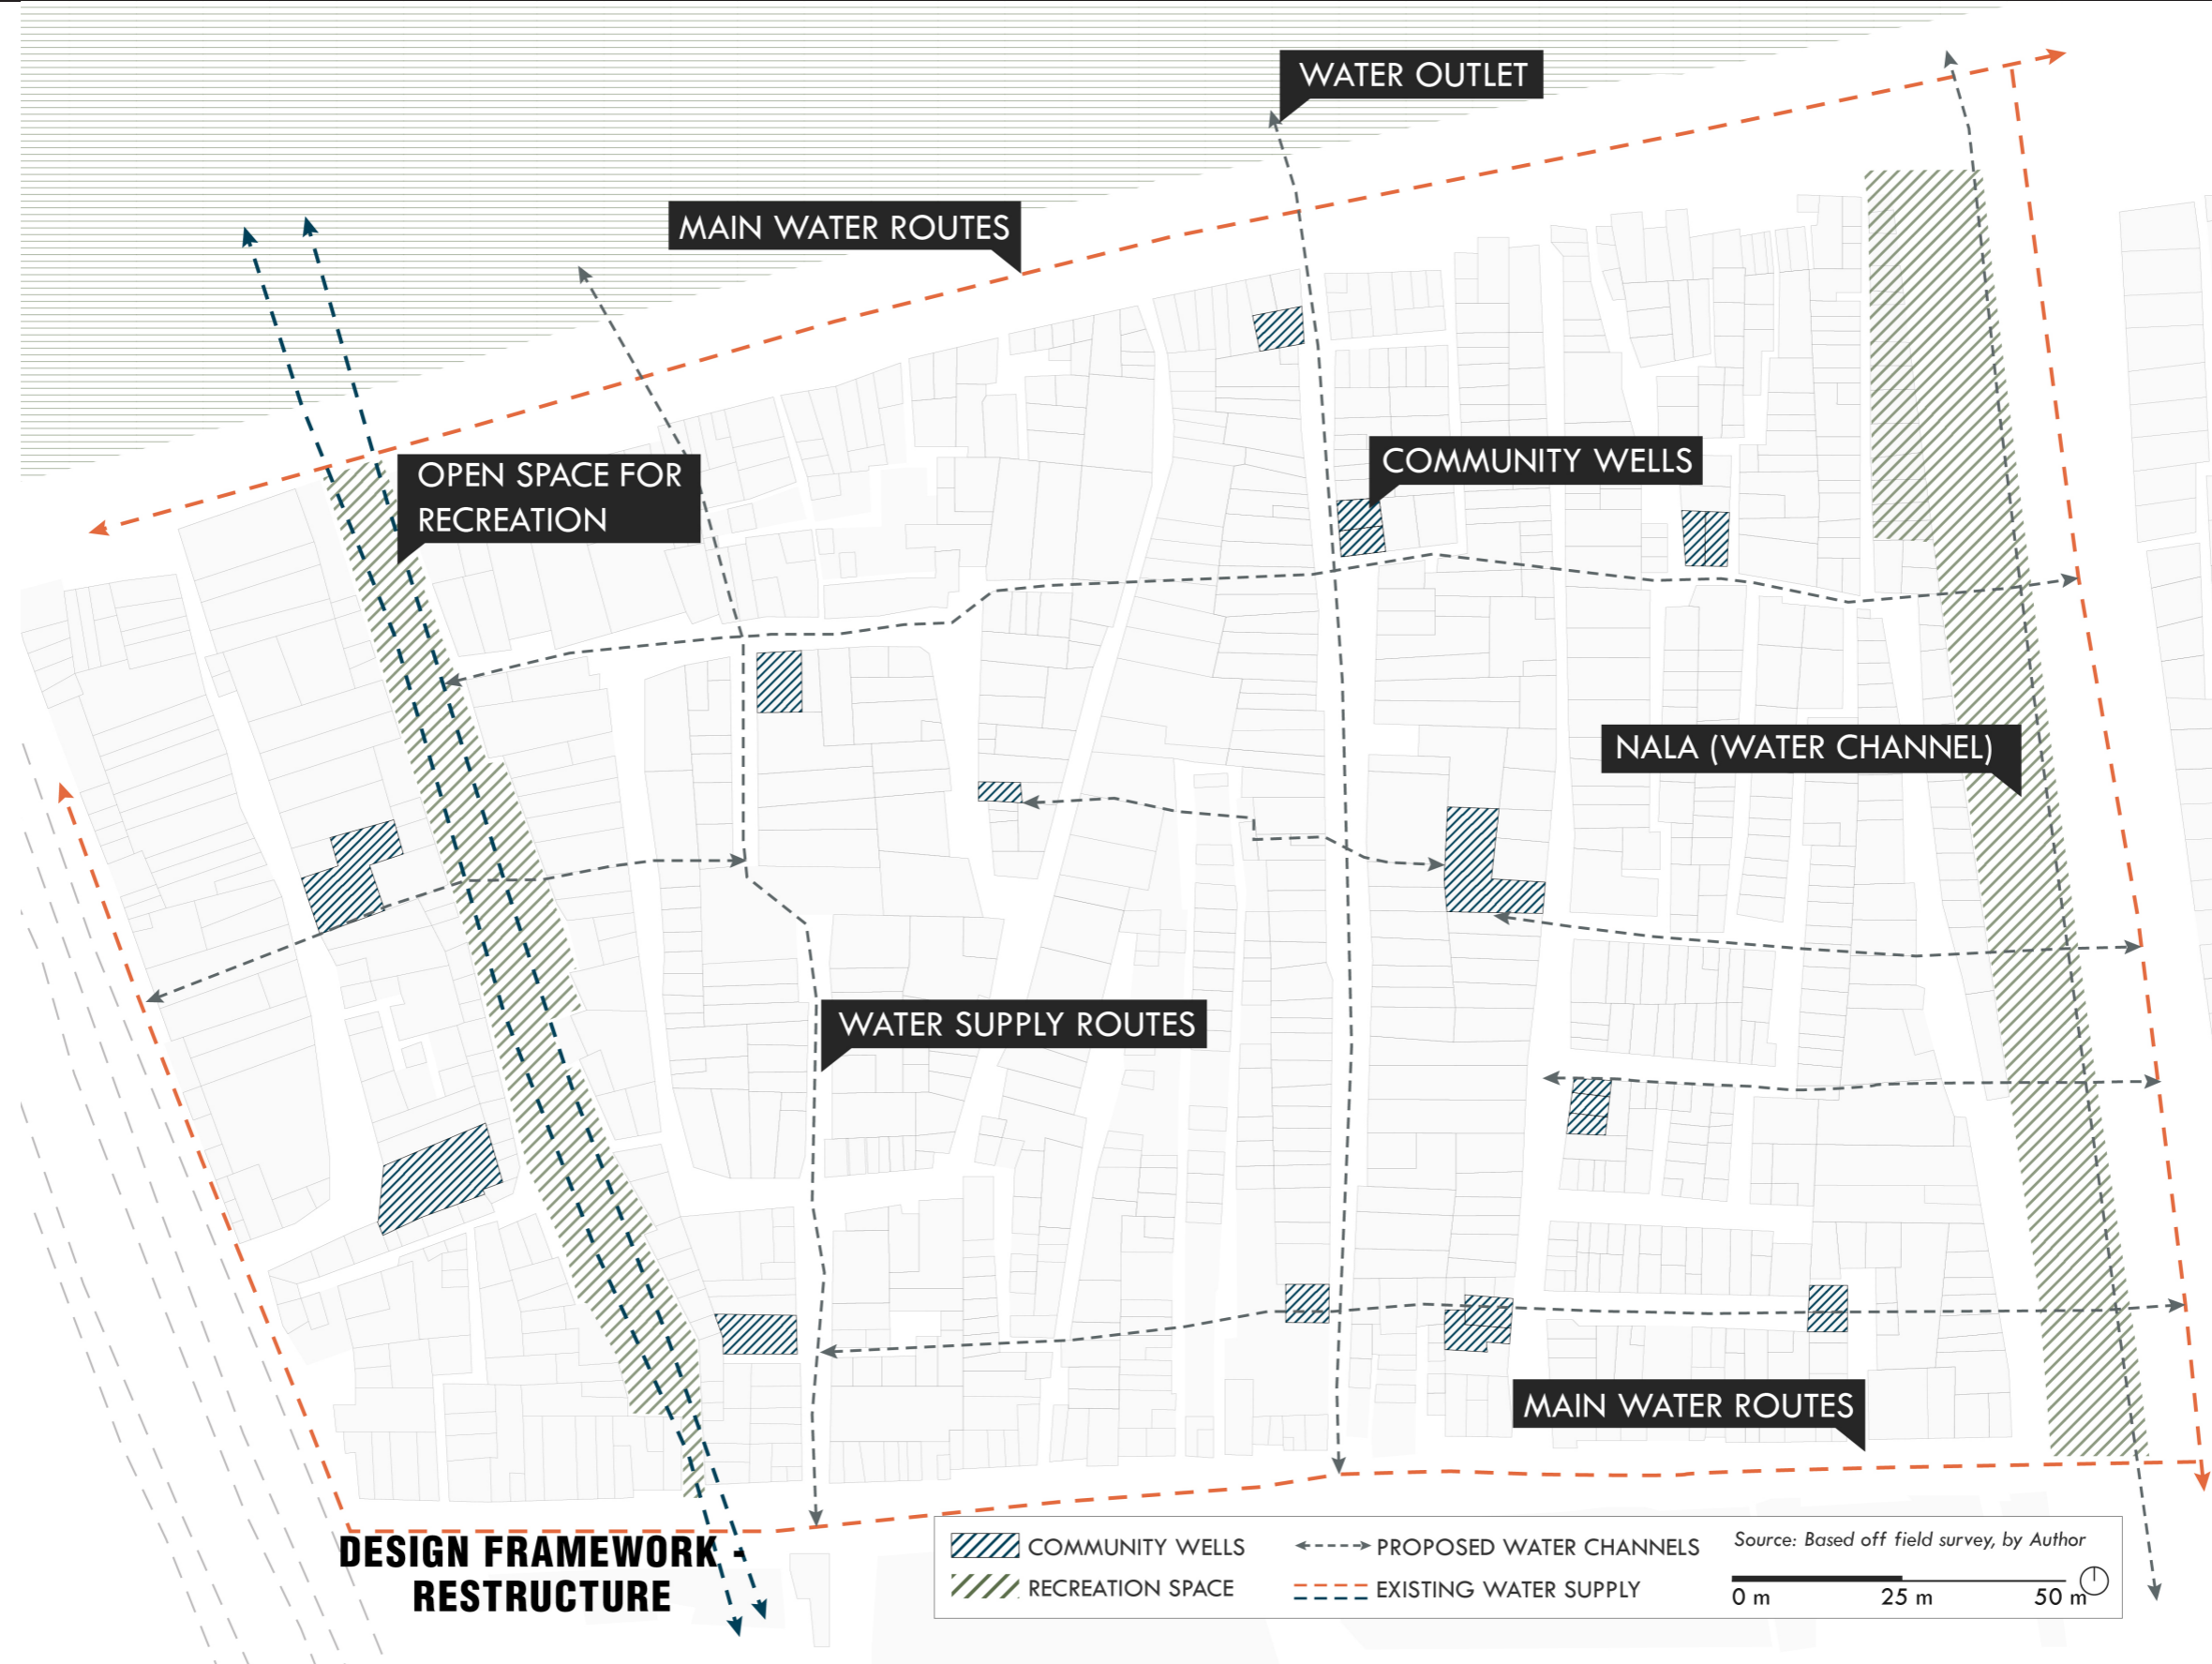 WATER OUTLET
MAIN WATER ROUTES
OPEN SPACE FOR
RECREATION
COMMUNITY WELLS
NALA (WATER CHANNEL)
WATER SUPPLY ROUTES
MAIN WATER ROUTES
DESIGN FRAMEWORK -
RESTRUCTURE
COMMUNITY WELLS
RECREATION SPACE
PROPOSED WATER CHANNELS
EXISTING WATER SUPPLY
Source: Based off field survey, by Author
0 m 25 m 50 m